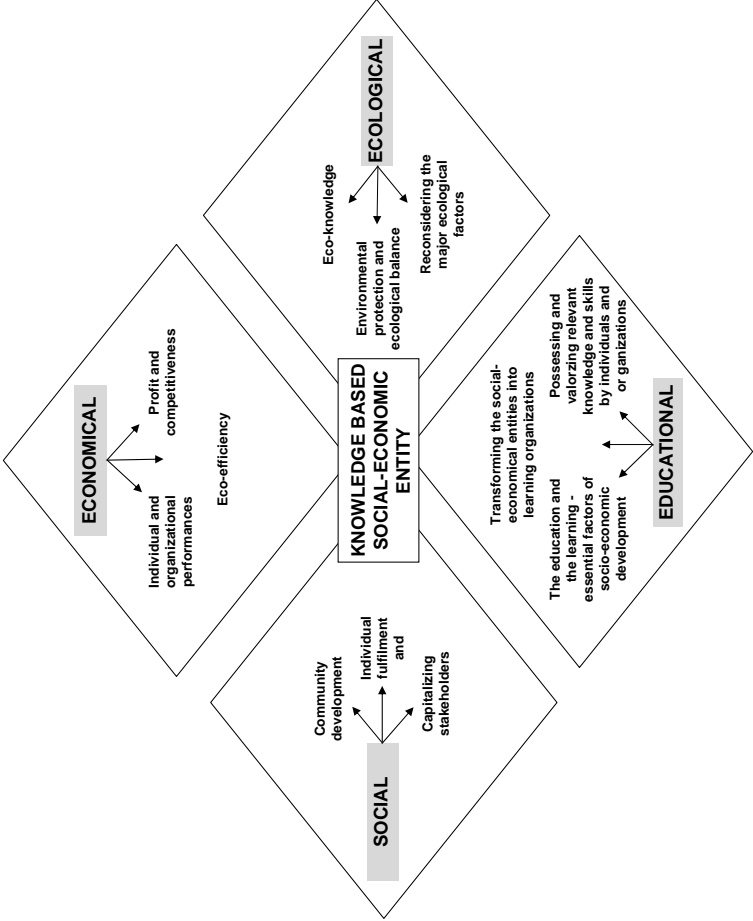 ECONOMICAL
Individual and
organizational
performances
Eco-efficiency
Profit and
competitiveness
SOCIAL
Community
development
Individual
fulfilment
and
Capitalizing
stakeholders
KNOWLEDGE BASED
SOCIAL-ECONOMIC
ENTITY
ECOLOGICAL
Eco-knowledge
Environmental
protection and
ecological balance
Reconsidering the
major ecological
factors
Transforming the social-
economical entities into
learning organizations
The education and
the learning -
essential factors of
socio-economic
development
Possessing and
valorzing relevant
knowledge and skills
by individuals and
or ganizations
EDUCATIONAL